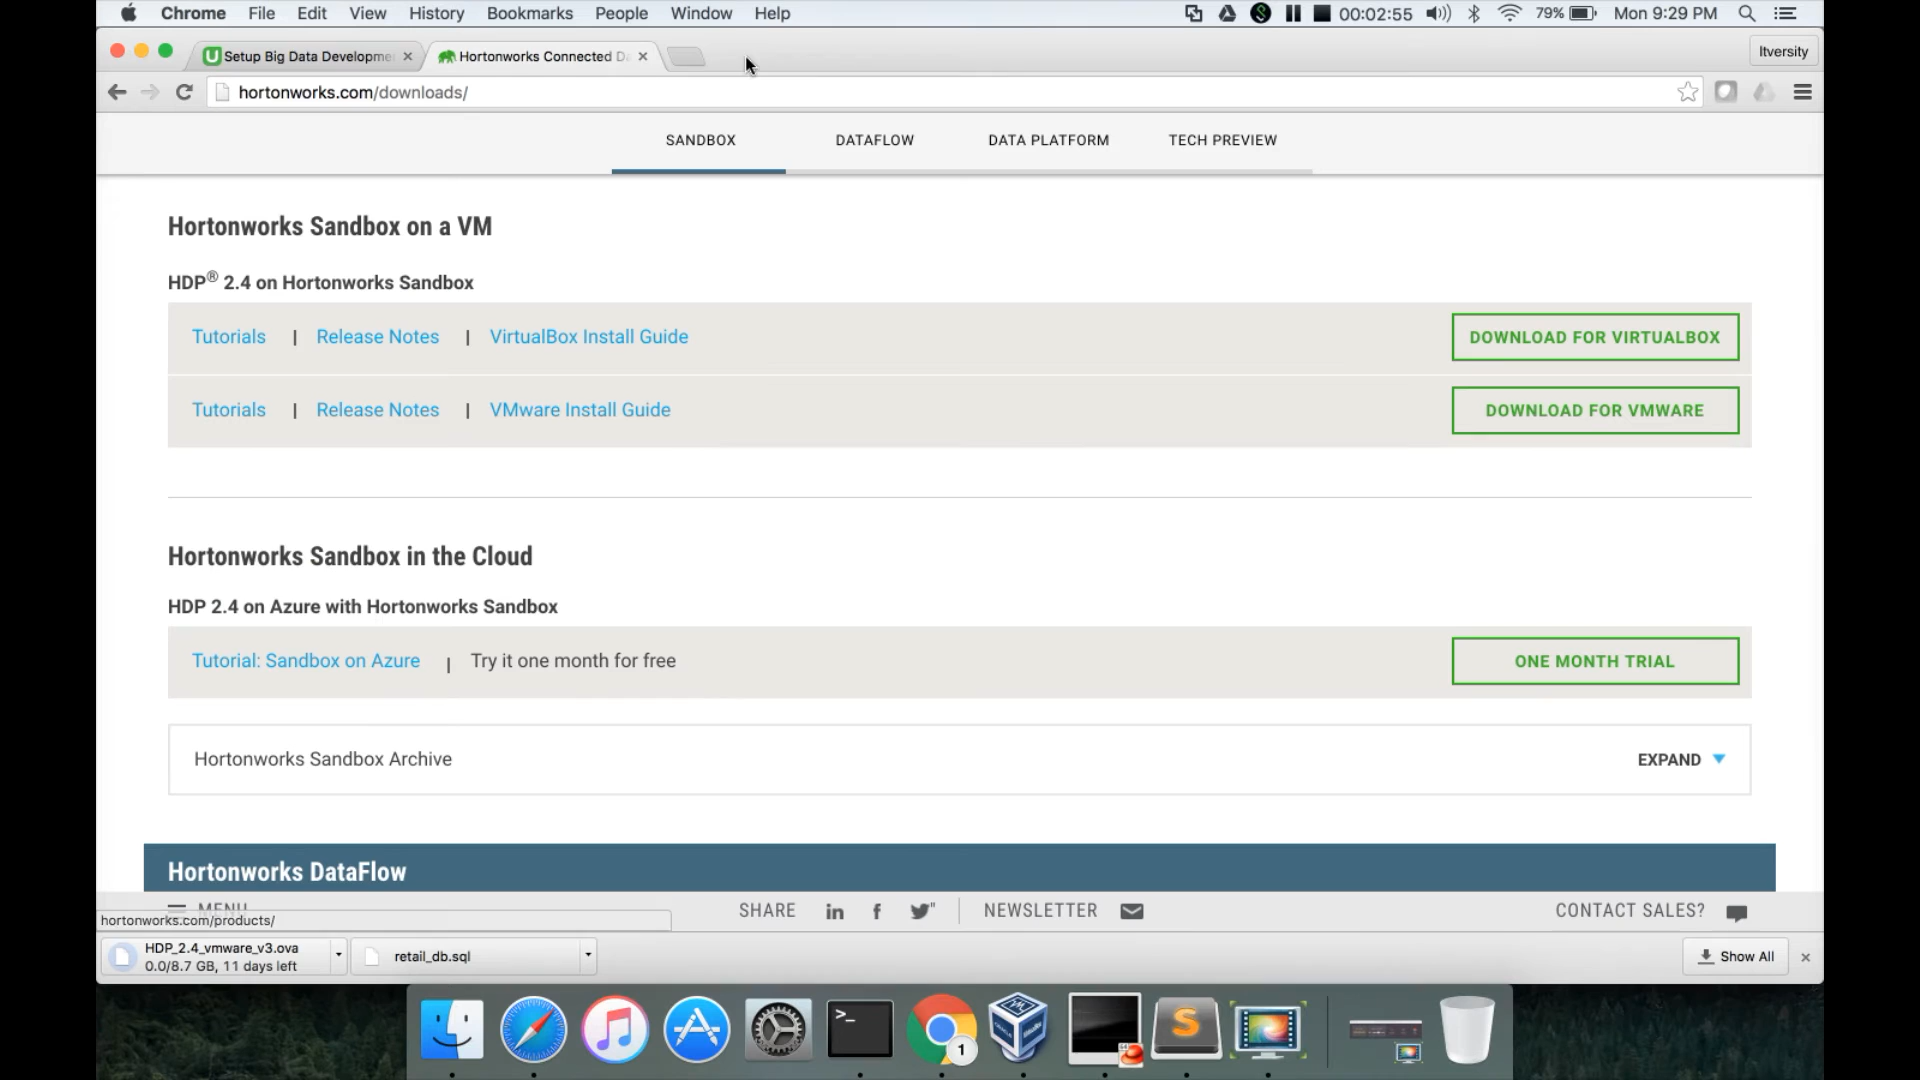 Chrome File Edit View History Bookmarks People Window Help 00:02:55 79% Mon 9:29 PM
Setup Big Data Developme Hortonworks Connected Da Itversity
hortonworks.com/downloads/
SANDBOX DATAFLOW DATA PLATFORM TECH PREVIEW
Hortonworks Sandbox on a VM
HDP® 2.4 on Hortonworks Sandbox
Tutorials | Release Notes | VirtualBox Install Guide DOWNLOAD FOR VIRTUALBOX
Tutorials | Release Notes | VMware Install Guide DOWNLOAD FOR VMWARE
Hortonworks Sandbox in the Cloud
HDP 2.4 on Azure with Hortonworks Sandbox
Tutorial: Sandbox on Azure | Try it one month for free ONE MONTH TRIAL
Hortonworks Sandbox Archive EXPAND
Hortonworks DataFlow
MENU SHARE NEWSLETTER CONTACT SALES?
hortonworks.com/products/
HDP_2.4_vmware_v3.ova
0.0/8.7 GB, 11 days left
retail_db.sql
Show All
1